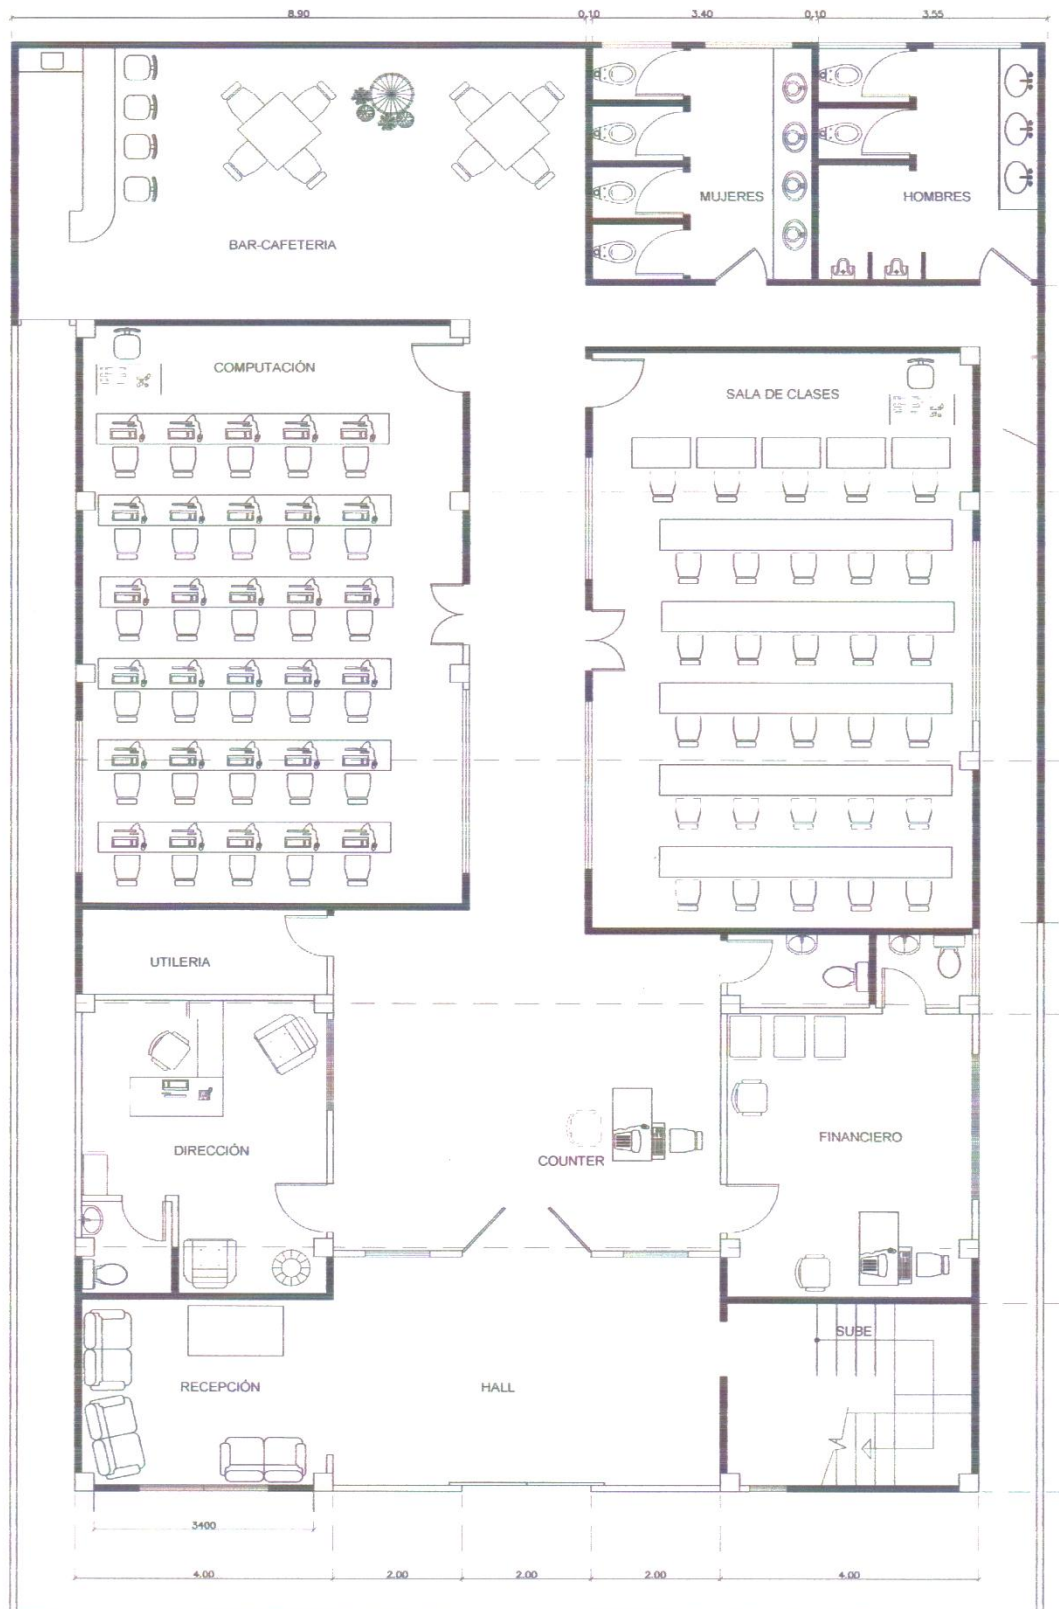 8.90 0.10 3.40 0.10 3.55
MUJERES
HOMBRES
BAR-CAFETERIA
COMPUTACIÓN
SALA DE CLASES
UTILERIA
DIRECCIÓN
COUNTER
FINANCIERO
SUBE
RECEPCIÓN
HALL
3400
4.00 2.00 2.00 2.00 4.00